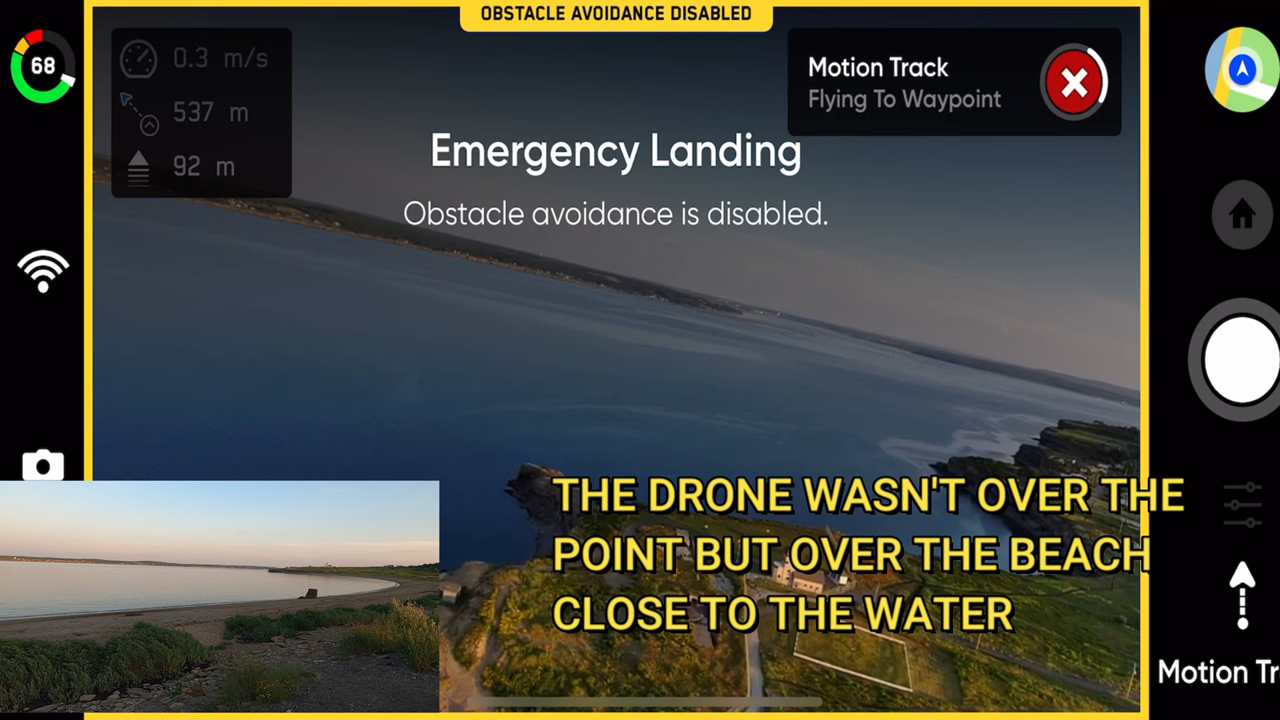 OBSTACLE AVOIDANCE DISABLED
68
0.3 m/s
537 m
92 m
Motion Track
Flying To Waypoint
Emergency Landing
Obstacle avoidance is disabled.
THE DRONE WASN'T OVER THE
POINT BUT OVER THE BEACH
CLOSE TO THE WATER
Motion Tr